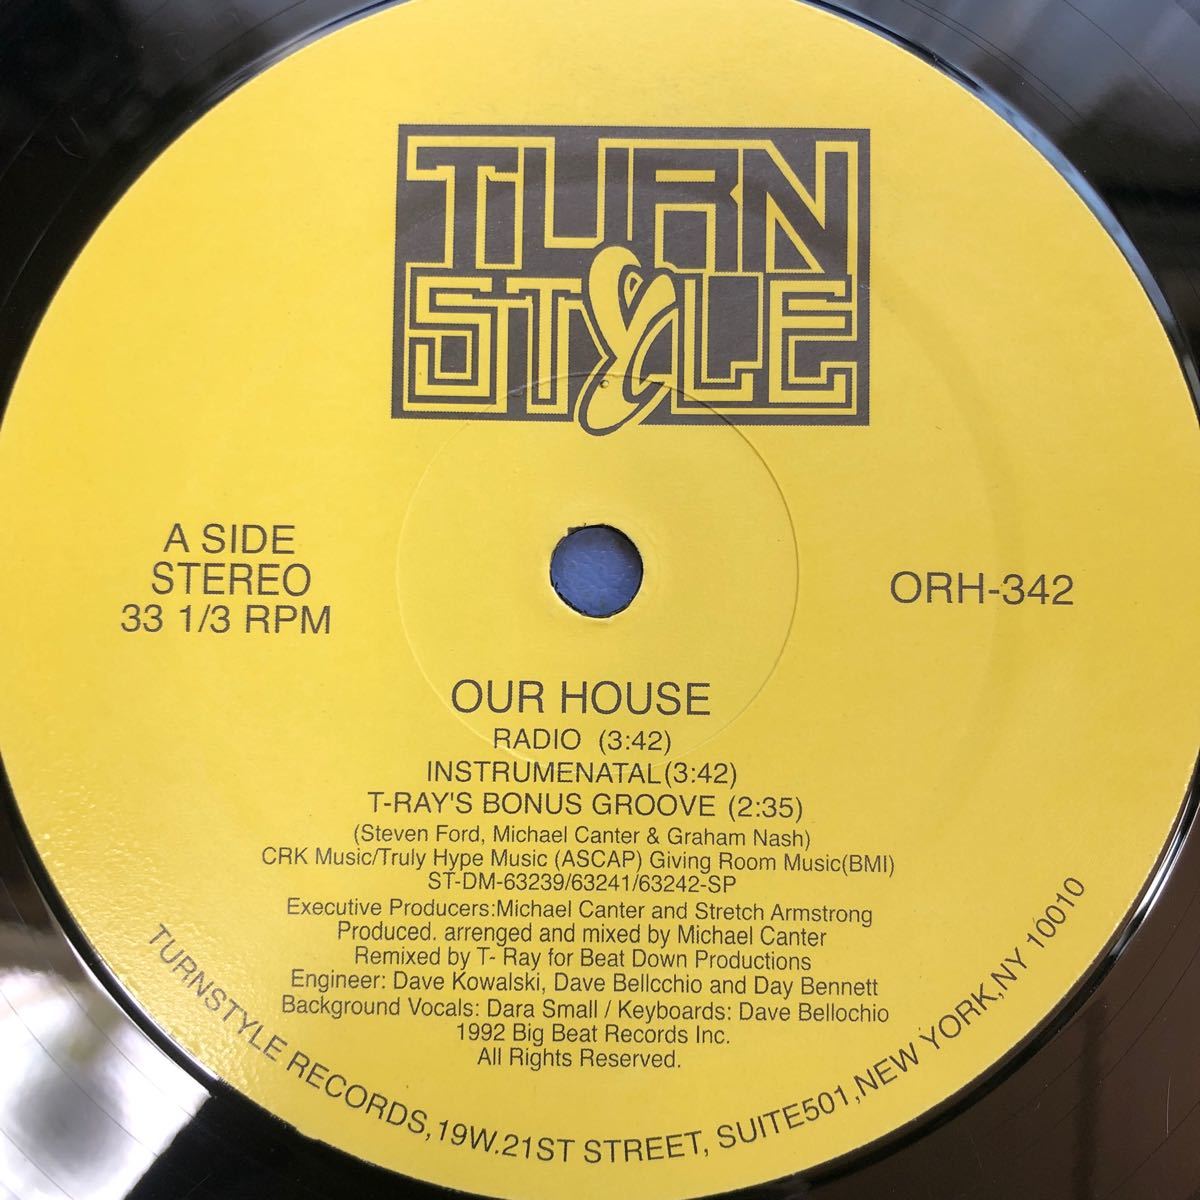 TURN
STYLE
A SIDE
STEREO
33 1/3 RPM
ORH-342
OUR HOUSE
RADIO (3:42)
INSTRUMENATAL(3:42)
T-RAY'S BONUS GROOVE (2:35)
(Steven Ford, Michael Canter & Graham Nash)
CRK Music/Truly Hype Music (ASCAP) Giving Room Music(BMI)
ST-DM-63239/63241/63242-SP
Executive Producers:Michael Canter and Stretch Armstrong
Produced. arrenged and mixed by Michael Canter
Remixed by T- Ray for Beat Down Productions
Engineer: Dave Kowalski, Dave Bellcchio and Day Bennett
Background Vocals: Dara Small / Keyboards: Dave Bellochio
1992 Big Beat Records Inc.
All Rights Reserved.
TURNSTYLE RECORDS,19W.21ST STREET, SUITE501,NEW YORK,NY 10010